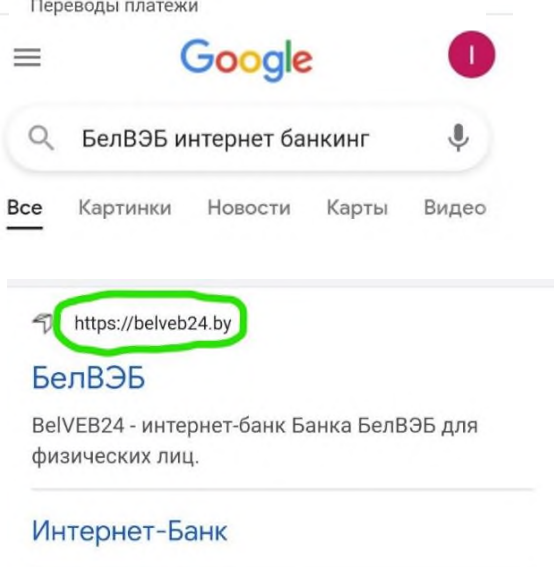 Переводы платежи
Google
I
БелВЭБ интернет банкинг
Все Картинки Новости Карты Видео
https://belveb24.by
БелВЭБ
BelVEB24 - интернет-банк Банка БелВЭБ для
физических лиц.
Интернет-Банк